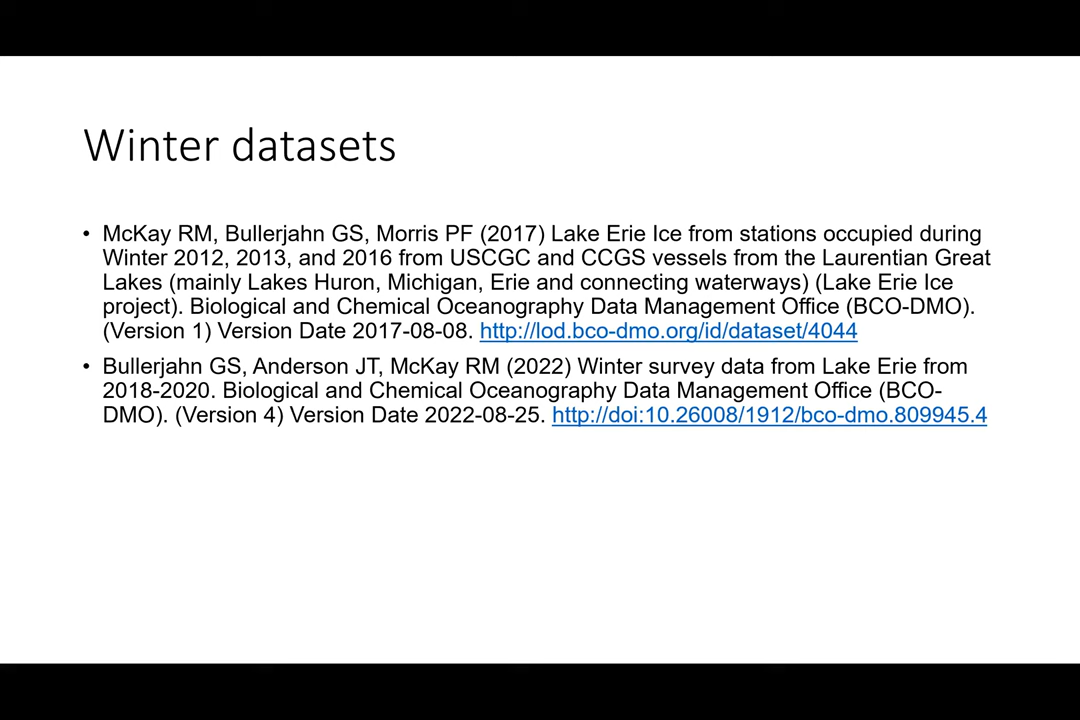 Winter datasets
• McKay RM, Bullerjahn GS, Morris PF (2017) Lake Erie Ice from stations occupied during
Winter 2012, 2013, and 2016 from USCGC and CCGS vessels from the Laurentian Great
Lakes (mainly Lakes Huron, Michigan, Erie and connecting waterways) (Lake Erie Ice
project). Biological and Chemical Oceanography Data Management Office (BCO-DMO).
(Version 1) Version Date 2017-08-08. http://lod.bco-dmo.org/id/dataset/4044
• Bullerjahn GS, Anderson JT, McKay RM (2022) Winter survey data from Lake Erie from
2018-2020. Biological and Chemical Oceanography Data Management Office (BCO-
DMO). (Version 4) Version Date 2022-08-25. http://doi:10.26008/1912/bco-dmo.809945.4